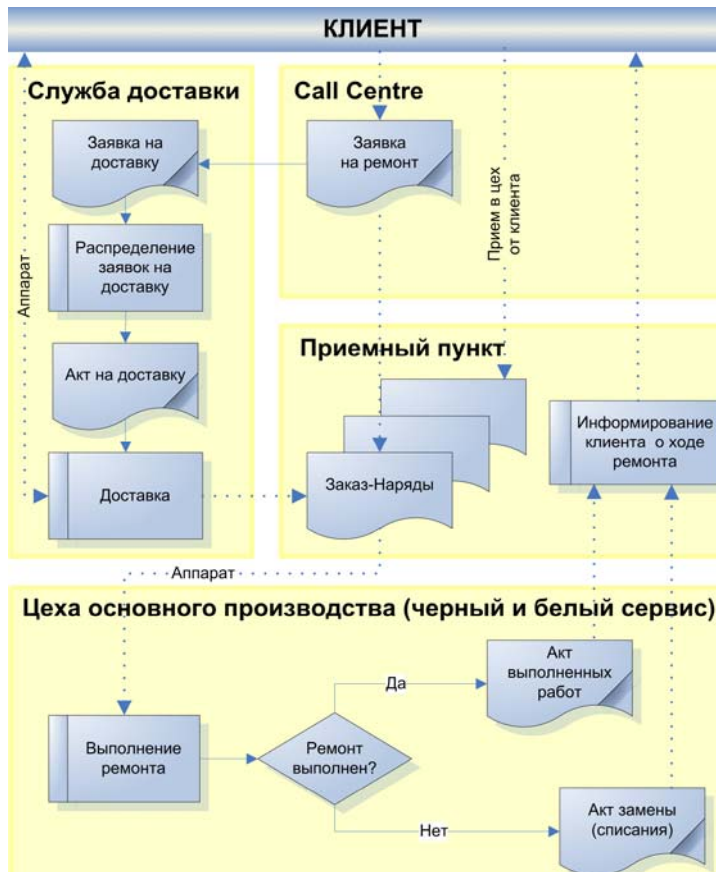 КЛИЕНТ
Служба доставки
Заявка на
доставку
Распределение
заявок на
доставку
Акт на доставку
Доставка
Аппарат
Call Centre
Заявка
на ремонт
Прием в цех
от клиента
Приемный пункт
Заказ-Наряды
Информирование
клиента о ходе
ремонта
Аппарат
Цеха основного производства (черный и белый сервис)
Выполнение
ремонта
Ремонт
выполнен?
Да
Акт
выполненных
работ
Нет
Акт замены
(списания)